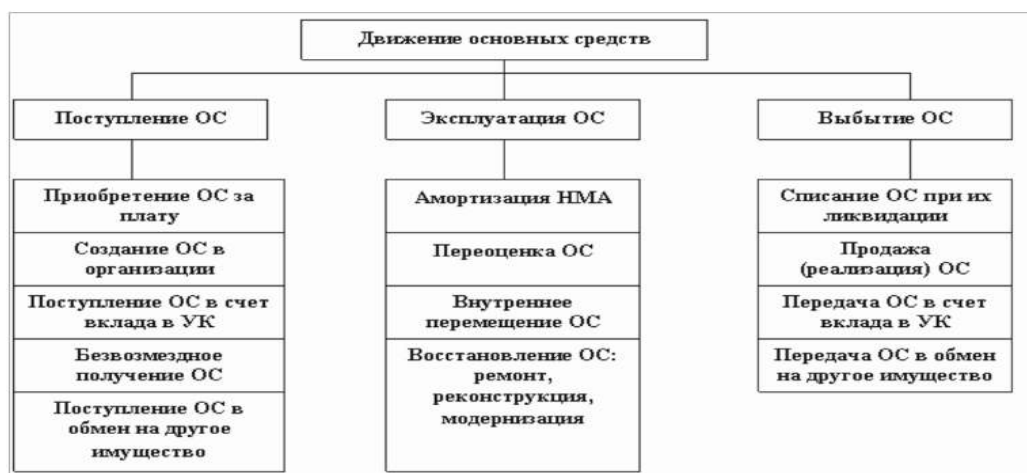 Движение основных средств
Поступление ОС
Эксплуатация ОС
Выбытие ОС
Приобретение ОС за
плату
Создание ОС в
организации
Поступление ОС в счет
вклада в УК
Безвозмездное
получение ОС
Поступление ОС в
обмен на другое
имущество
Амортизация НМА
Переоценка ОС
Внутреннее
перемещение ОС
Восстановление ОС:
ремонт,
реконструкция,
модернизация
Списание ОС при их
ликвидации
Продажа
(реализация) ОС
Передача ОС в счет
вклада в УК
Передача ОС в обмен
на другое имущество